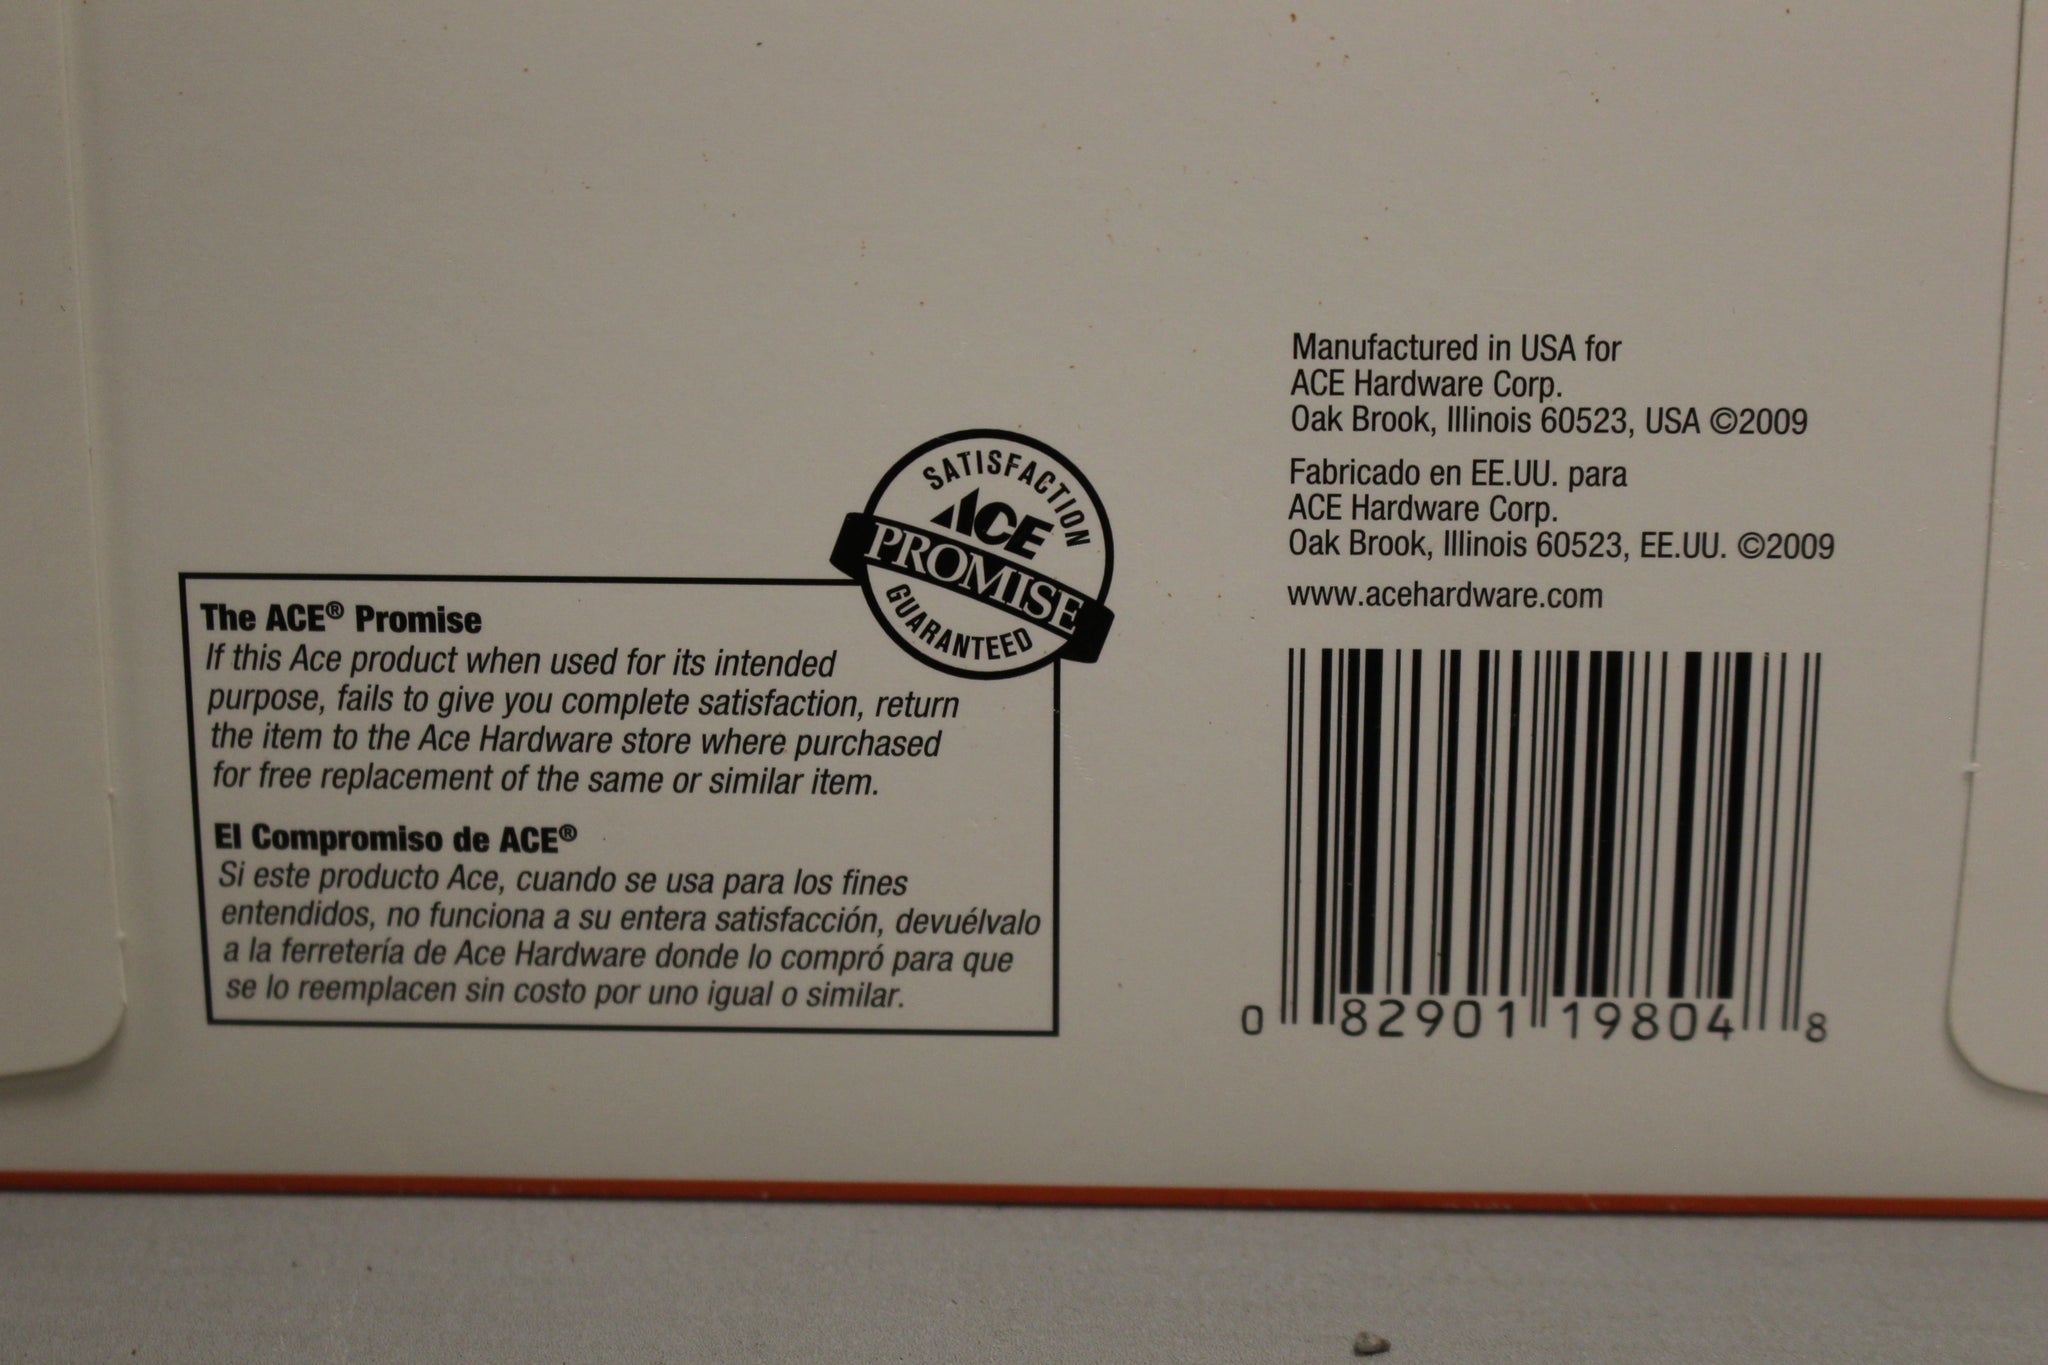 SATISFACTION
ACE
PROMISE
GUARANTEED
The ACE® Promise
If this Ace product when used for its intended
purpose, fails to give you complete satisfaction, return
the item to the Ace Hardware store where purchased
for free replacement of the same or similar item.
El Compromiso de ACE®
Si este producto Ace, cuando se usa para los fines
entendidos, no funciona a su entera satisfacción, devuélvalo
a la ferretería de Ace Hardware donde lo compró para que
se lo reemplacen sin costo por uno igual o similar.
Manufactured in USA for
ACE Hardware Corp.
Oak Brook, Illinois 60523, USA ©2009
Fabricado en EE.UU. para
ACE Hardware Corp.
Oak Brook, Illinois 60523, EE.UU. ©2009
www.acehardware.com
0 82901 19804 8